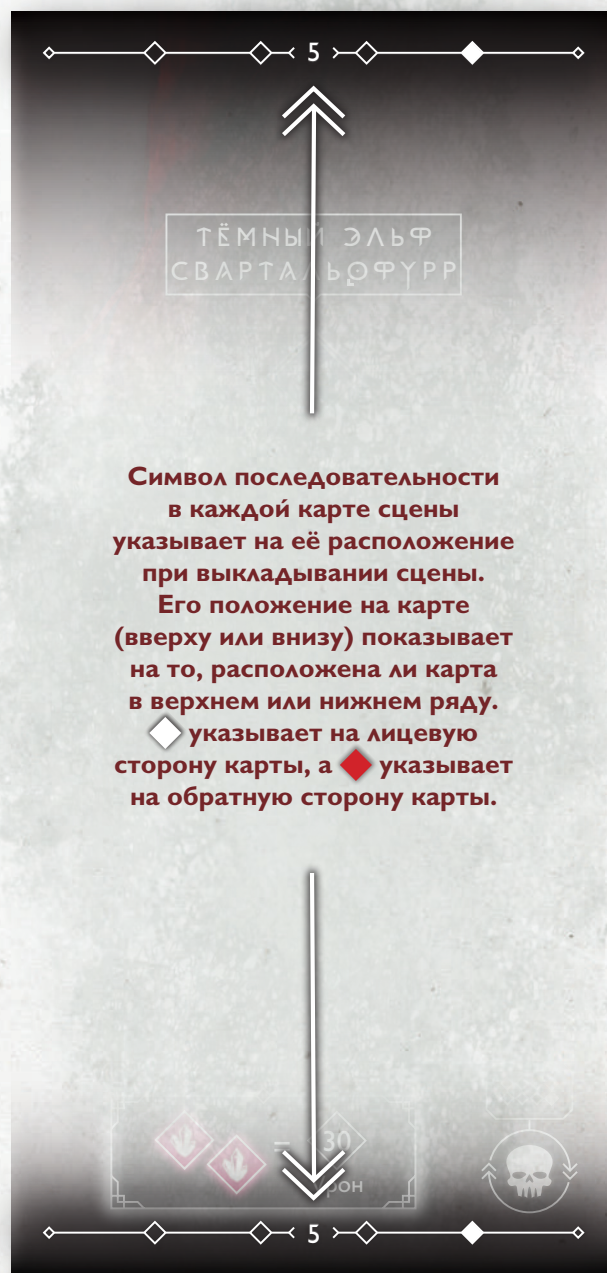 5
ТЁМНЫЙ ЭЛЬФ
СВАРТАЛЬОФУРР
Символ последовательности
в каждой карте сцены
указывает на её расположение
при выкладывании сцены.
Его положение на карте
(вверху или внизу) показывает
на то, расположена ли карта
в верхнем или нижнем ряду.
указывает на лицевую
сторону карты, а указывает
на обратную сторону карты.
= 30
урон
5